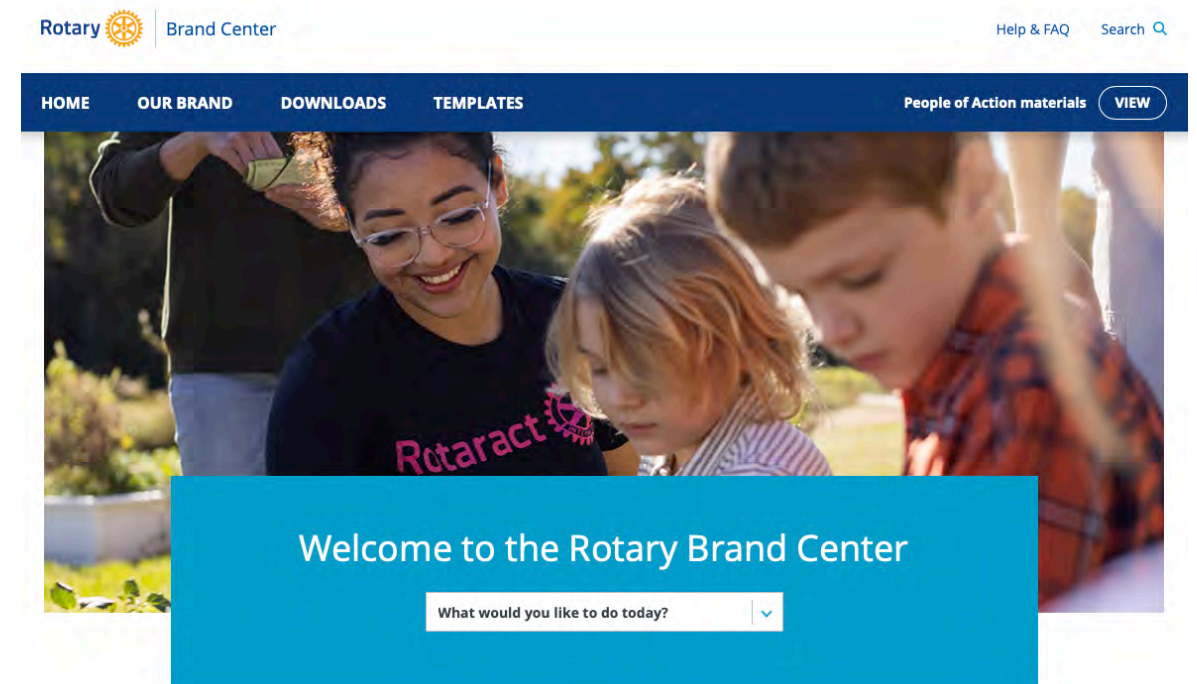 Rotary
Brand Center
Help & FAQ
Search
HOME
OUR BRAND
DOWNLOADS
TEMPLATES
People of Action materials
VIEW
Rotaract
Welcome to the Rotary Brand Center
What would you like to do today?